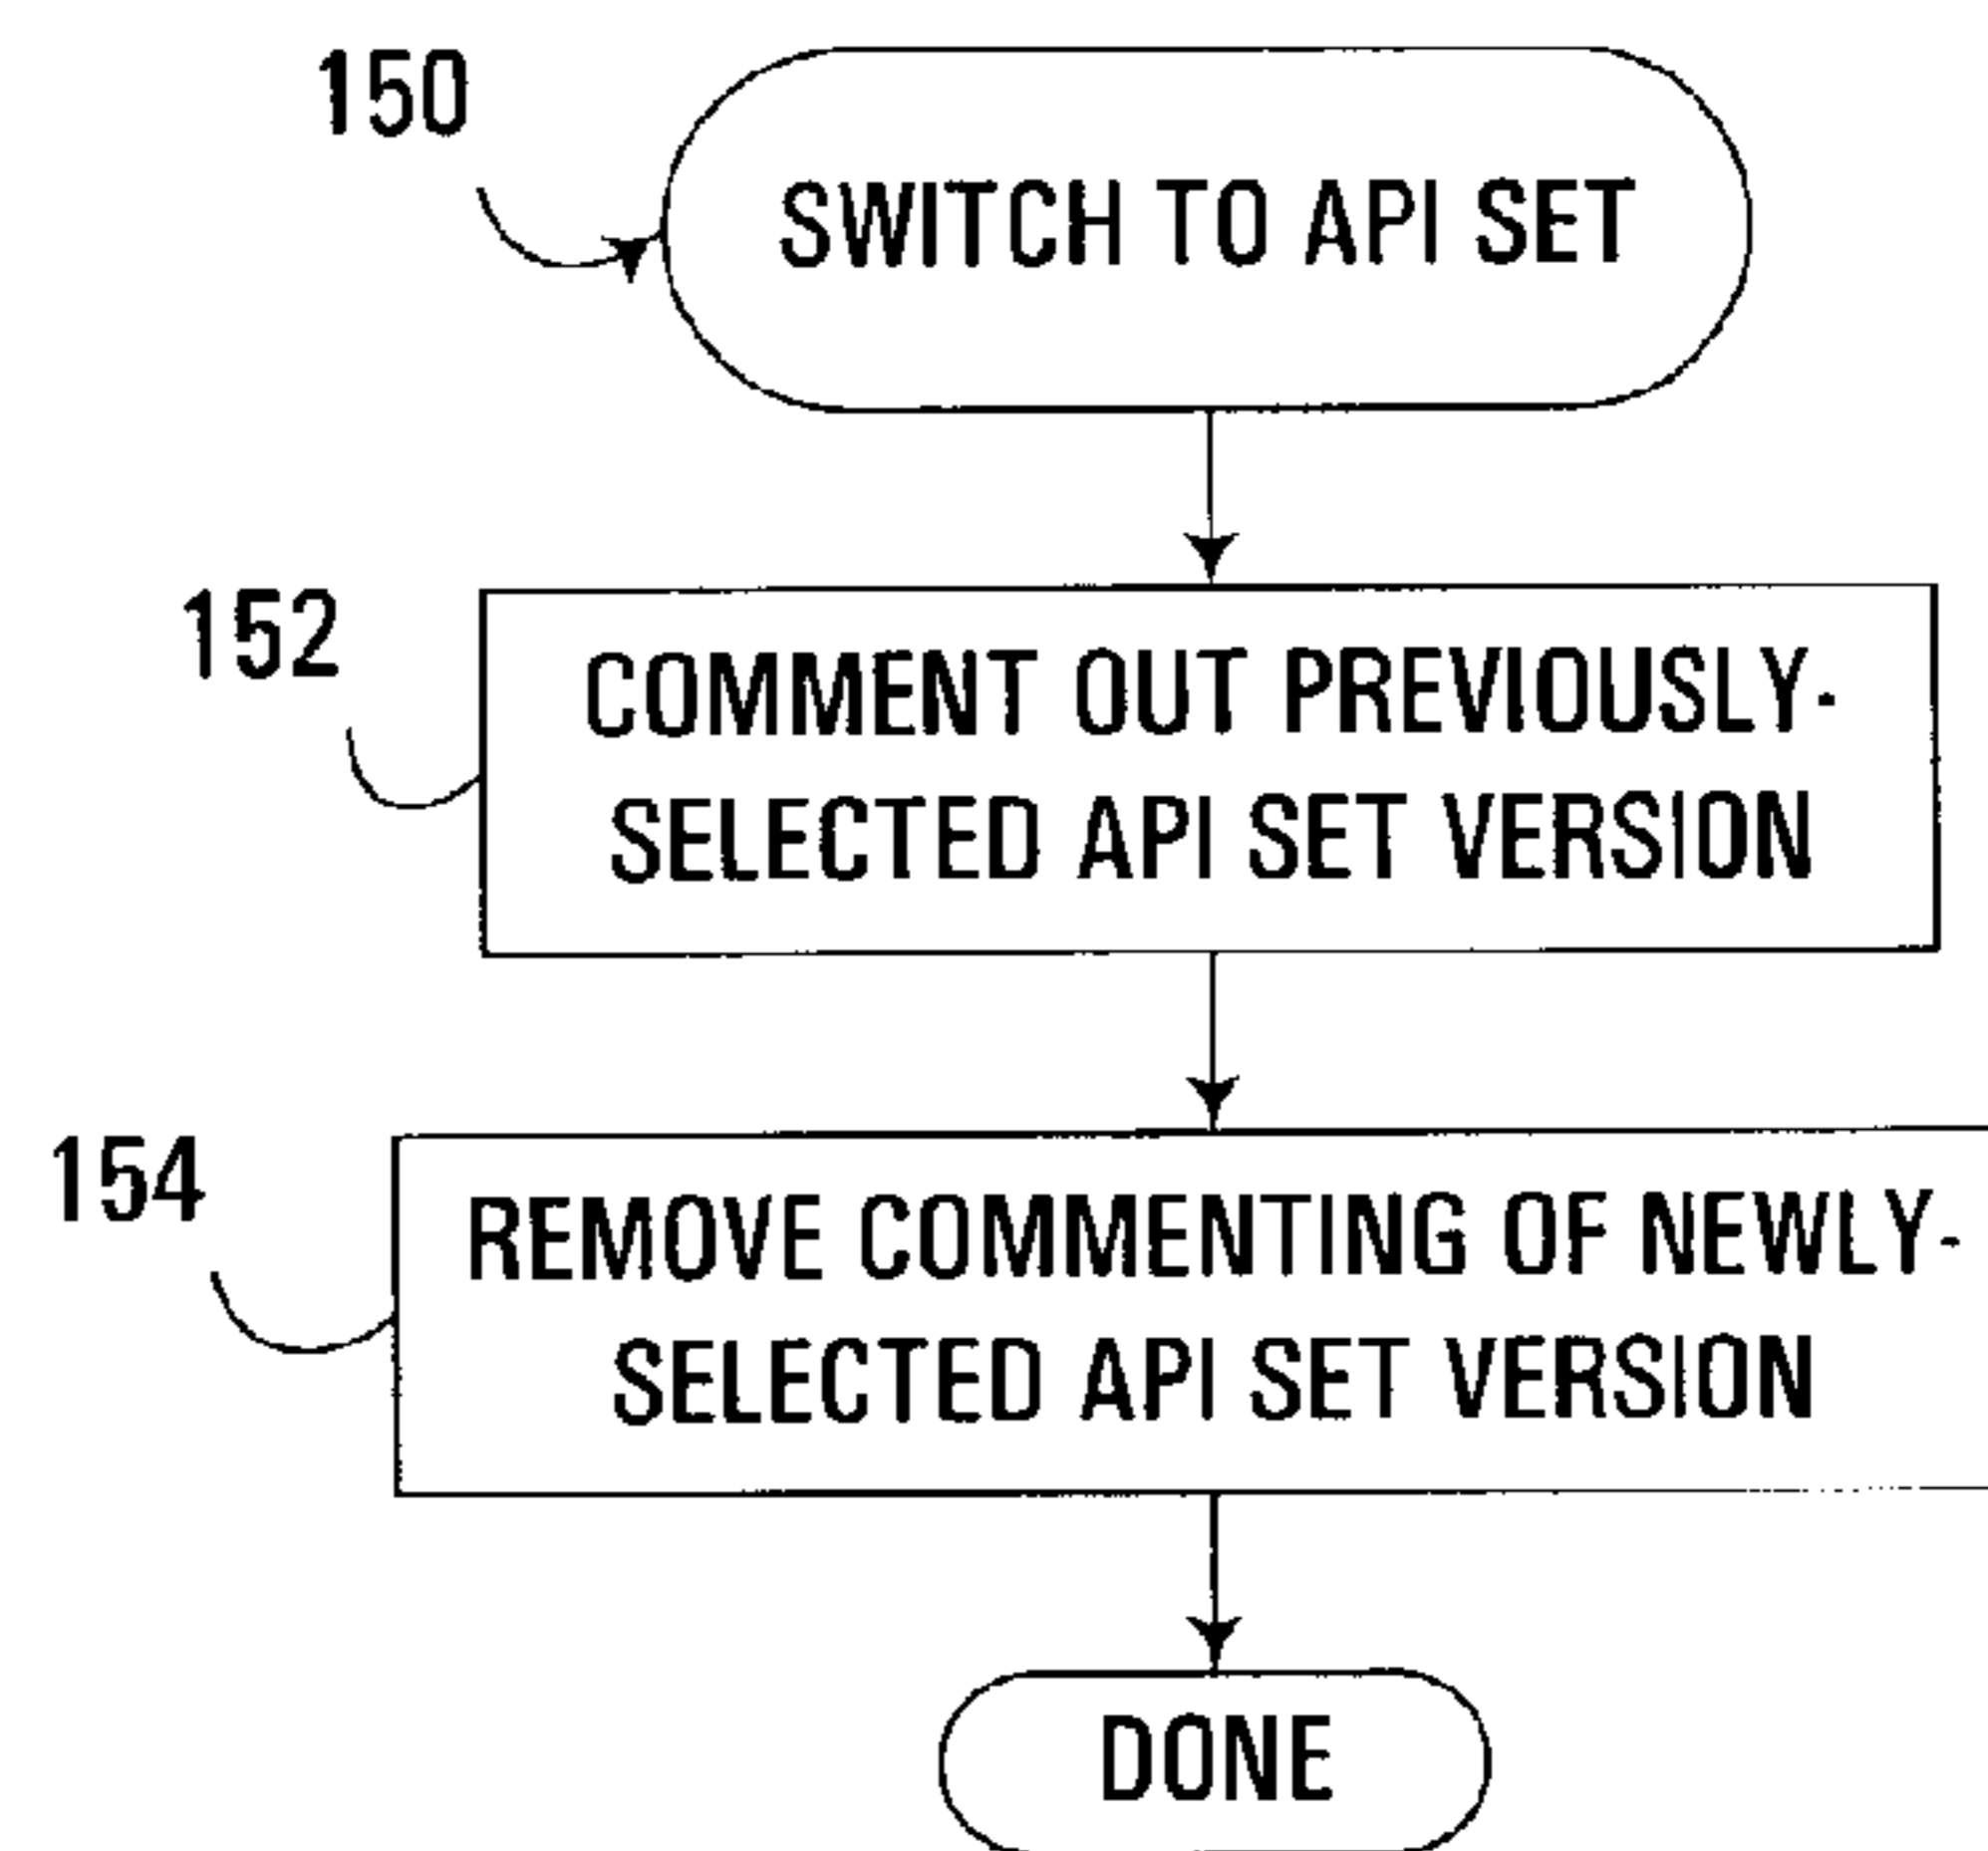 150
SWITCH TO API SET
152
COMMENT OUT PREVIOUSLY-
SELECTED API SET VERSION
154
REMOVE COMMENTING OF NEWLY-
SELECTED API SET VERSION
DONE